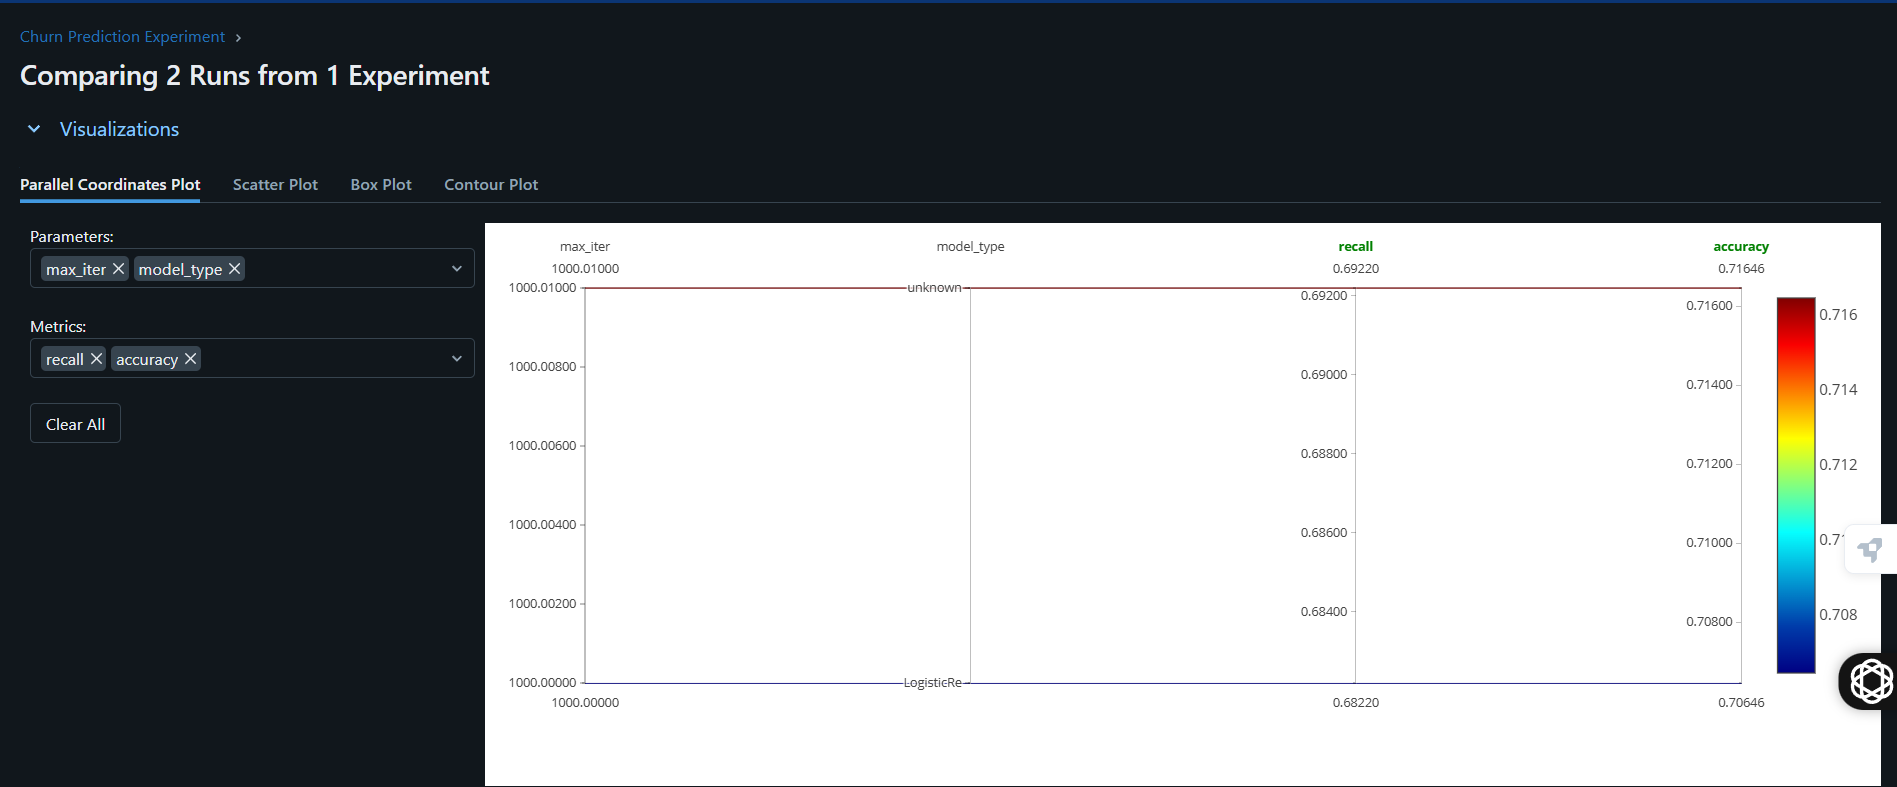 Churn Prediction Experiment
Comparing 2 Runs from 1 Experiment
Visualizations
Parallel Coordinates Plot Scatter Plot Box Plot Contour Plot
Parameters:
max_iter model_type
Metrics:
recall accuracy
Clear All
max_iter model_type recall accuracy
1000.01000 0.69220 0.71646
1000.01000 unknown 0.69200 0.71600
1000.00800 0.69000 0.71400
1000.00600 0.68800 0.71200
1000.00400 0.68600 0.71000
1000.00200 0.68400 0.70800
1000.00000 LogisticRe
1000.00000 0.68220 0.70646
0.716
0.714
0.712
0.708